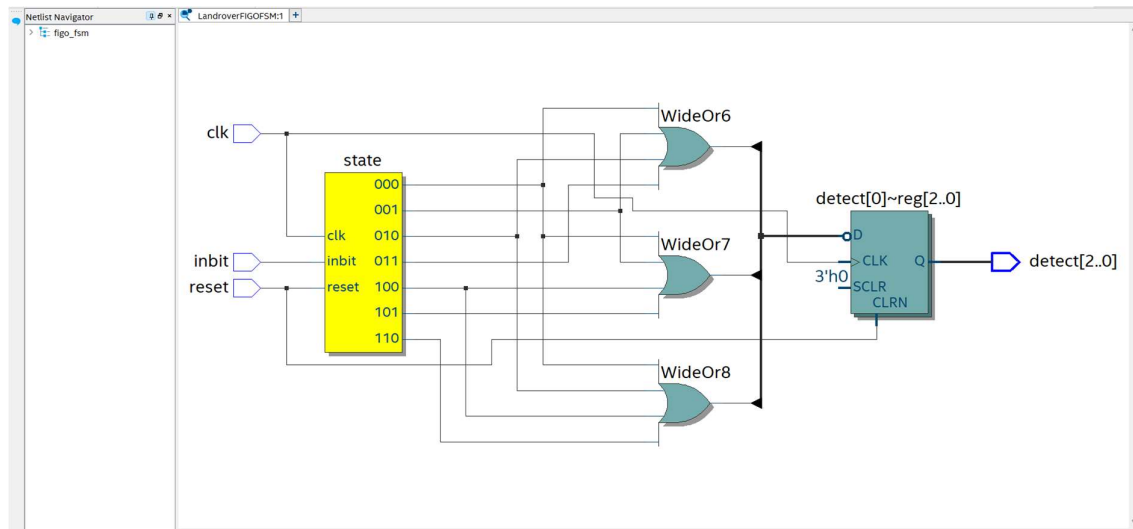 Netlist Navigator
LandroverFIGOFSM:1
figo_fsm
WideOr6
clk
state
000
001
clk 010
inbit 011
reset 100
101
110
inbit
reset
WideOr7
WideOr8
detect[0]~reg[2..0]
D
CLK Q
3'h0 SCLR
CLRN
detect[2..0]